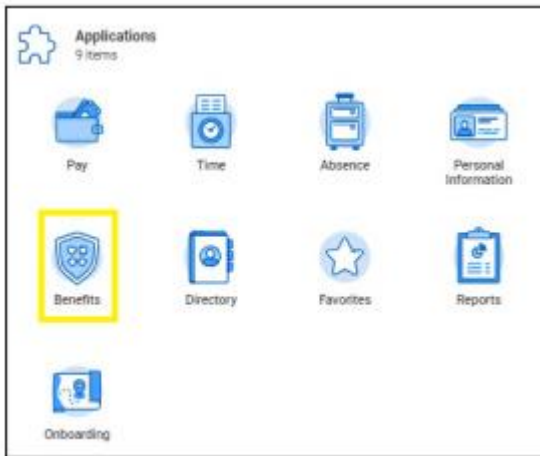 Applications
9 items
Pay
Time
Absence
Personal
Information
Benefits
Directory
Favorites
Reports
Onboarding